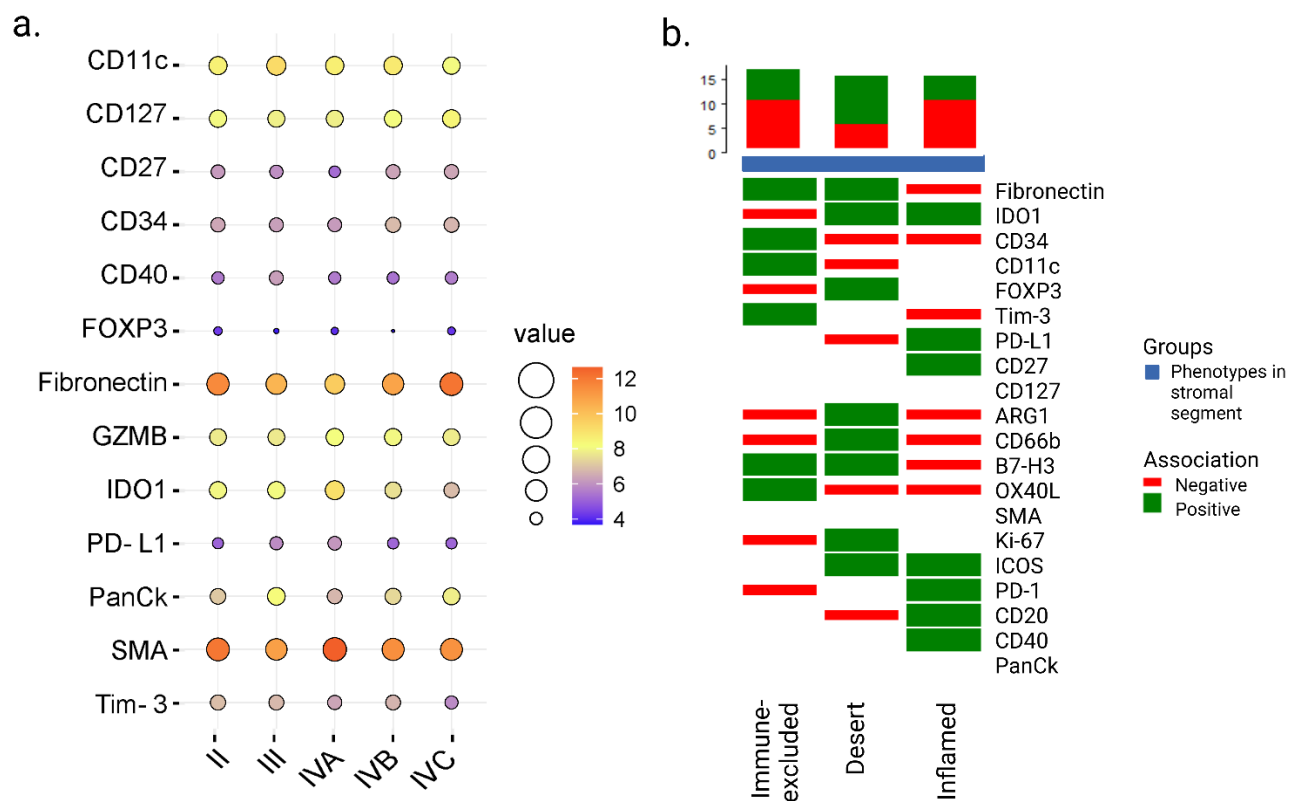 a.
CD11c
CD127
CD27
CD34
CD40
FOXP3
Fibronectin
GZMB
IDO1
PD- L1
PanCk
SMA
Tim- 3
II
III
IVA
IVB
IVC
value
12
10
8
6
4
b.
15
10
5
0
Fibronectin
IDO1
CD34
CD11c
FOXP3
Tim-3
PD-L1
CD27
CD127
ARG1
CD66b
B7-H3
OX40L
SMA
Ki-67
ICOS
PD-1
CD20
CD40
PanCk
Immune-
excluded
Desert
Inflamed
Groups
Phenotypes in
stromal
segment
Association
Negative
Positive